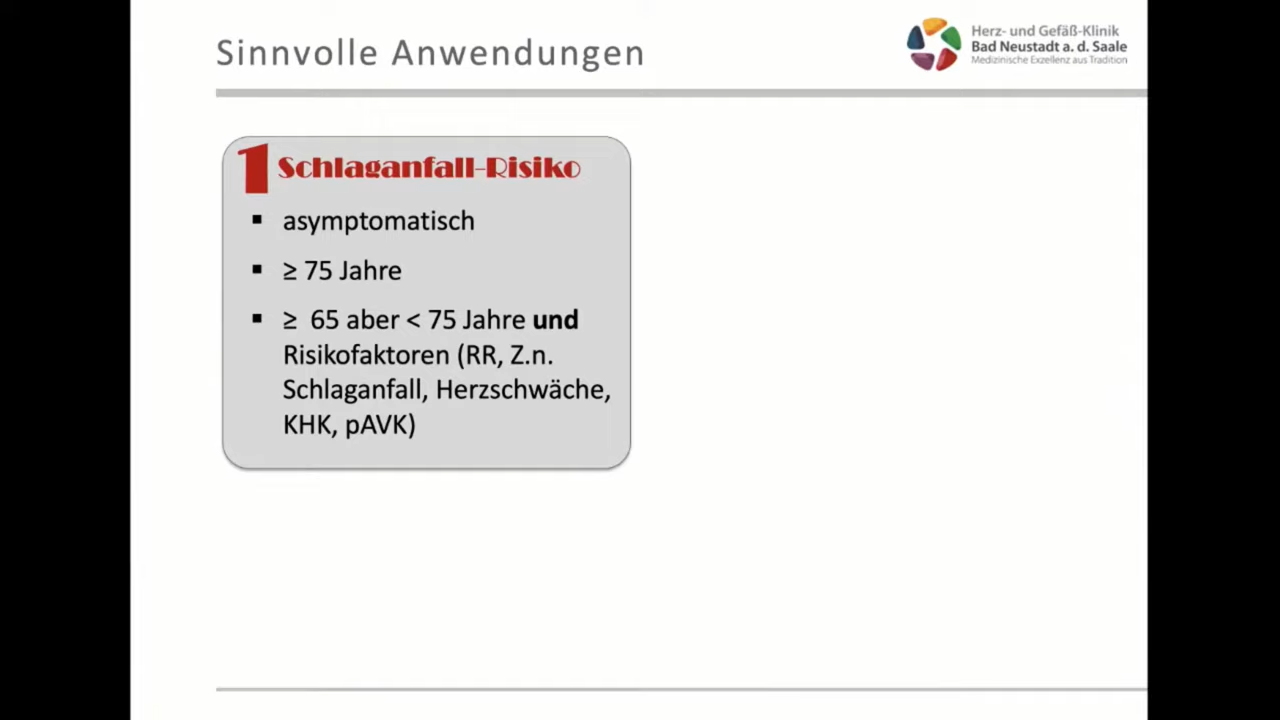 Sinnvolle Anwendungen
Herz- und Gefäß-Klinik
Bad Neustadt a. d. Saale
Medizinische Exzellenz aus Tradition
1 Schlaganfall-Risiko
▪ asymptomatisch
▪ ≥ 75 Jahre
▪ ≥ 65 aber < 75 Jahre und
Risikofaktoren (RR, Z.n.
Schlaganfall, Herzschwäche,
KHK, pAVK)